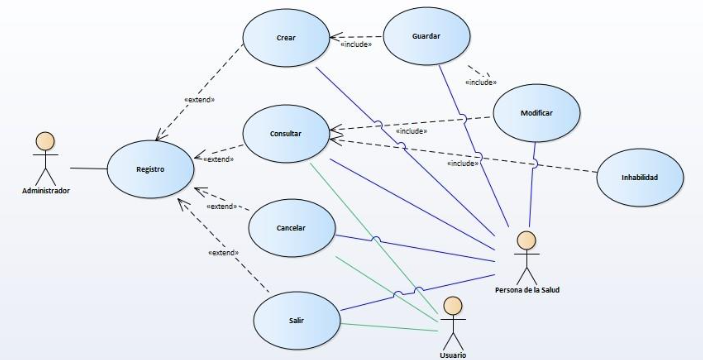 Crear
«include»
Guardar
«include»
«extend»
Modificar
Consultar
«include»
«extend»
«include»
Administrador
Registro
Inhabilidad
«extend»
Cancelar
«extend»
Persona de la Salud
Salir
Usuario